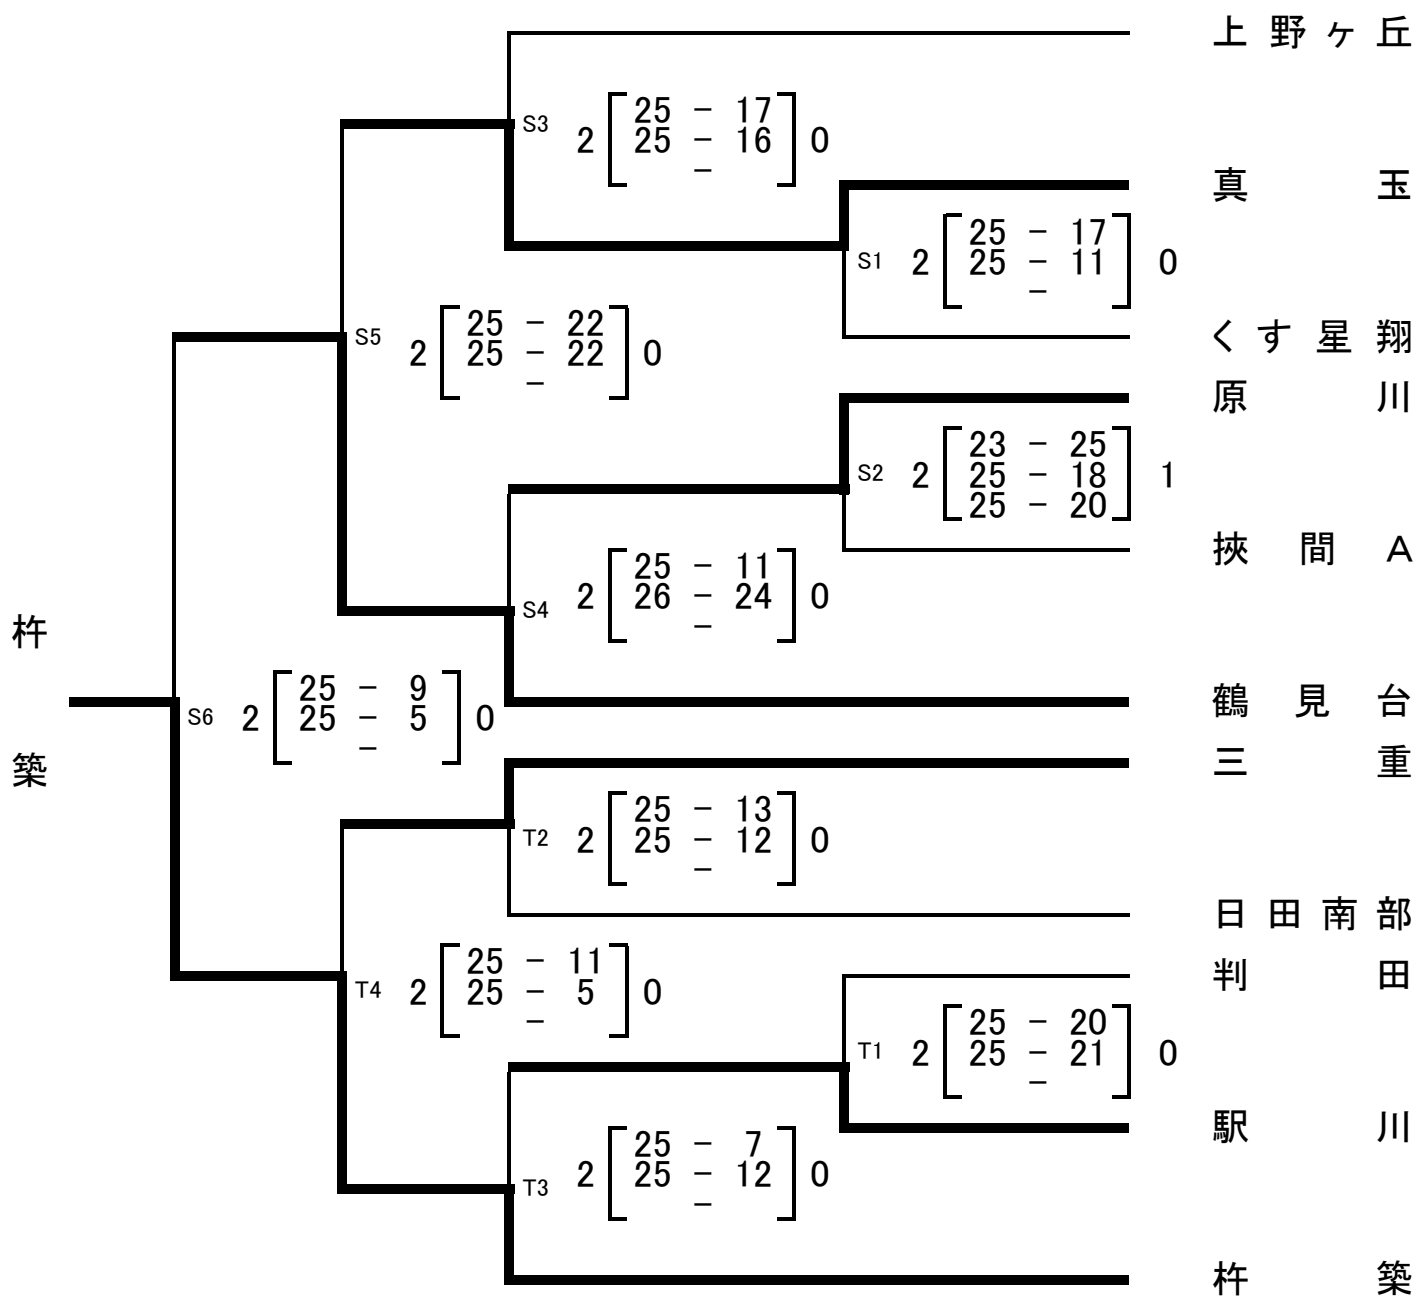 上野ヶ丘
S3 2 25 - 17 0
25 - 16
-
真玉
S1 2 25 - 17 0
25 - 11
-
くす星翔
S5 2 25 - 22 0
25 - 22
-
原川
S2 2 23 - 25 1
25 - 18
25 - 20
挾間A
S4 2 25 - 11 0
26 - 24
-
鶴見台
杵築
S6 2 25 - 9 0
25 - 5
-
三重
T2 2 25 - 13 0
25 - 12
-
日田南部
T4 2 25 - 11 0
25 - 5
-
判田
T1 2 25 - 20 0
25 - 21
-
駅川
T3 2 25 - 7 0
25 - 12
-
杵築